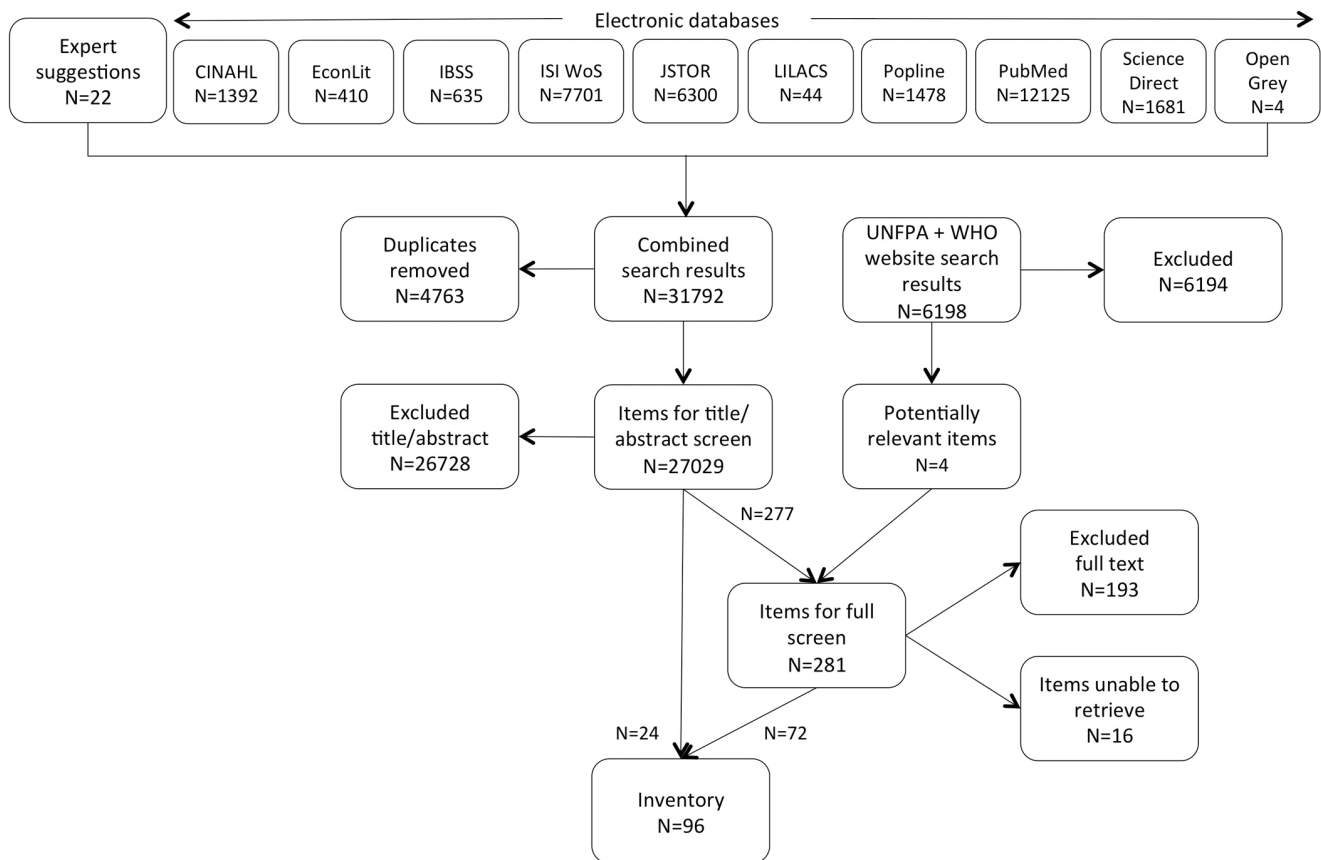 Electronic databases
Expert
suggestions
N=22
CINAHL
N=1392
EconLit
N=410
IBSS
N=635
ISI WoS
N=7701
JSTOR
N=6300
LILACS
N=44
Popline
N=1478
PubMed
N=12125
Science
Direct
N=1681
Open
Grey
N=4
Duplicates
removed
N=4763
Combined
search results
N=31792
UNFPA + WHO
website search
results
N=6198
Excluded
N=6194
Excluded
title/abstract
N=26728
Items for title/
abstract screen
N=27029
Potentially
relevant items
N=4
N=277
Excluded
full text
N=193
Items for full
screen
N=281
Items unable to
retrieve
N=16
N=24
N=72
Inventory
N=96